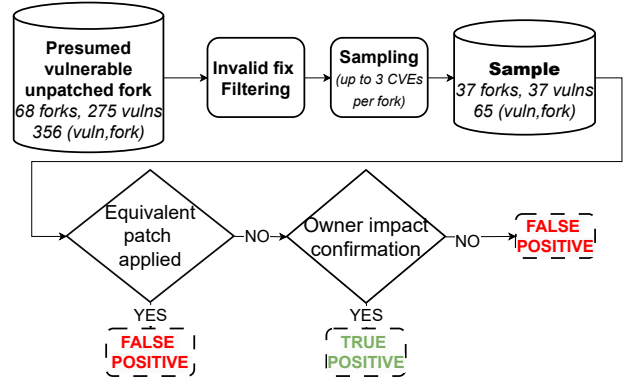 Presumed
vulnerable
unpatched fork
68 forks, 275 vulns
356 (vuln,fork)
Invalid fix
Filtering
Sampling
(up to 3 CVEs
per fork)
Sample
37 forks, 37 vulns
65 (vuln,fork)
Equivalent
patch
applied
NO
Owner impact
confirmation
NO
FALSE
POSITIVE
YES
FALSE
POSITIVE
YES
TRUE
POSITIVE